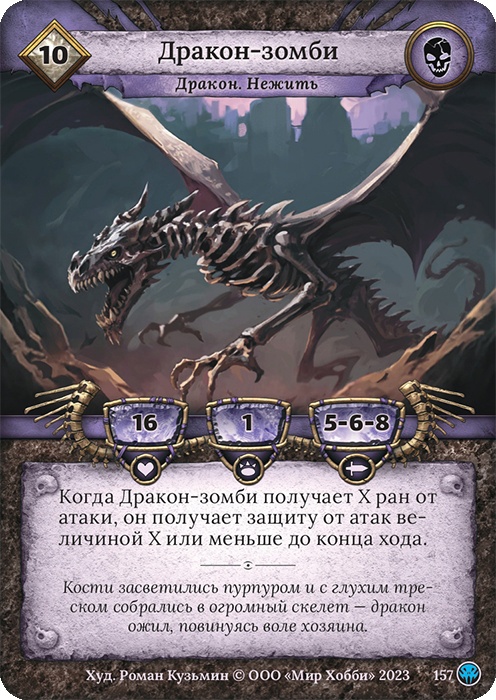 10
Дракон-зомби
Дракон. Нежить
16
1
5-6-8
Когда Дракон-зомби получает X ран от
атаки, он получает защиту от атак ве-
личиной X или меньше до конца хода.
Кости засветились пурпуром и с глухим тре-
ском собрались в огромный скелет — дракон
ожил, повинуясь воле хозяина.
Худ. Роман Кузьмин © ООО «Мир Хобби» 2023
157